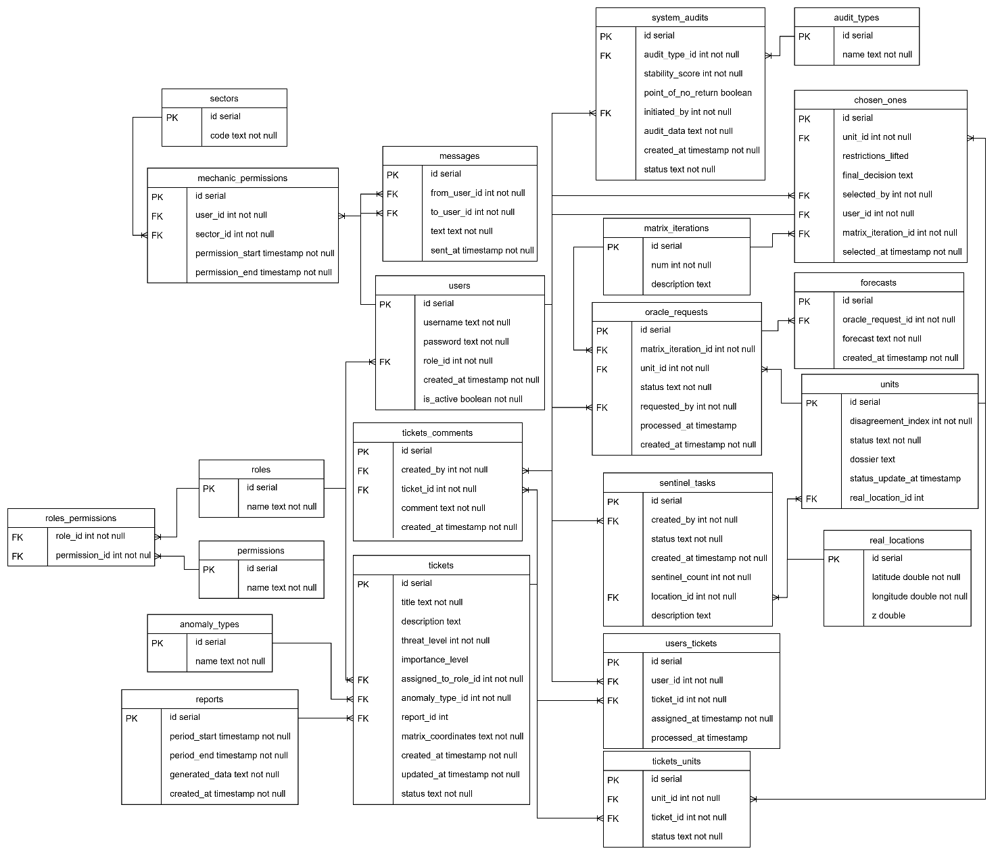 system_audits
PK id serial
FK audit_type_id int not null
stability_score int not null
point_of_no_return boolean
FK initiated_by int not null
audit_data text not null
created_at timestamp not null
status text not null
audit_types
PK id serial
name text not null
sectors
PK id serial
code text not null
chosen_ones
PK id serial
FK unit_id int not null
restrictions_lifted
final_decision text
FK selected_by int not null
FK user_id int not null
FK matrix_iteration_id int not null
selected_at timestamp not null
messages
PK id serial
FK from_user_id int not null
FK to_user_id int not null
text text not null
sent_at timestamp not null
mechanic_permissions
PK id serial
FK user_id int not null
FK sector_id int not null
permission_start timestamp not null
permission_end timestamp not null
matrix_iterations
PK id serial
num int not null
description text
users
PK id serial
username text not null
password text not null
FK role_id int not null
created_at timestamp not null
is_active boolean not null
forecasts
PK id serial
FK oracle_request_id int not null
forecast text not null
created_at timestamp not null
oracle_requests
PK id serial
FK matrix_iteration_id int not null
FK unit_id int not null
status text not null
FK requested_by int not null
processed_at timestamp
created_at timestamp not null
units
PK id serial
disagreement_index int not null
status text not null
dossier text
status_update_at timestamp
FK real_location_id int
tickets_comments
PK id serial
FK created_by int not null
FK ticket_id int not null
comment text not null
created_at timestamp not null
roles
PK id serial
name text not null
sentinel_tasks
PK id serial
FK created_by int not null
status text not null
created_at timestamp not null
sentinel_count int not null
FK location_id int not null
description text
roles_permissions
FK role_id int not null
FK permission_id int not nul
permissions
PK id serial
name text not null
real_locations
PK id serial
latitude double not null
longitude double not null
z double
tickets
PK id serial
title text not null
description text
threat_level int not null
importance_level
FK assigned_to_role_id int not null
FK anomaly_type_id int not null
FK report_id int
matrix_coordinates text not null
created_at timestamp not null
updated_at timestamp not null
status text not null
anomaly_types
PK id serial
name text not null
users_tickets
PK id serial
FK user_id int not null
FK ticket_id int not null
assigned_at timestamp not null
processed_at timestamp
reports
PK id serial
period_start timestamp not null
period_end timestamp not null
generated_data text not null
created_at timestamp not null
tickets_units
PK id serial
FK unit_id int not null
FK ticket_id int not null
status text not null